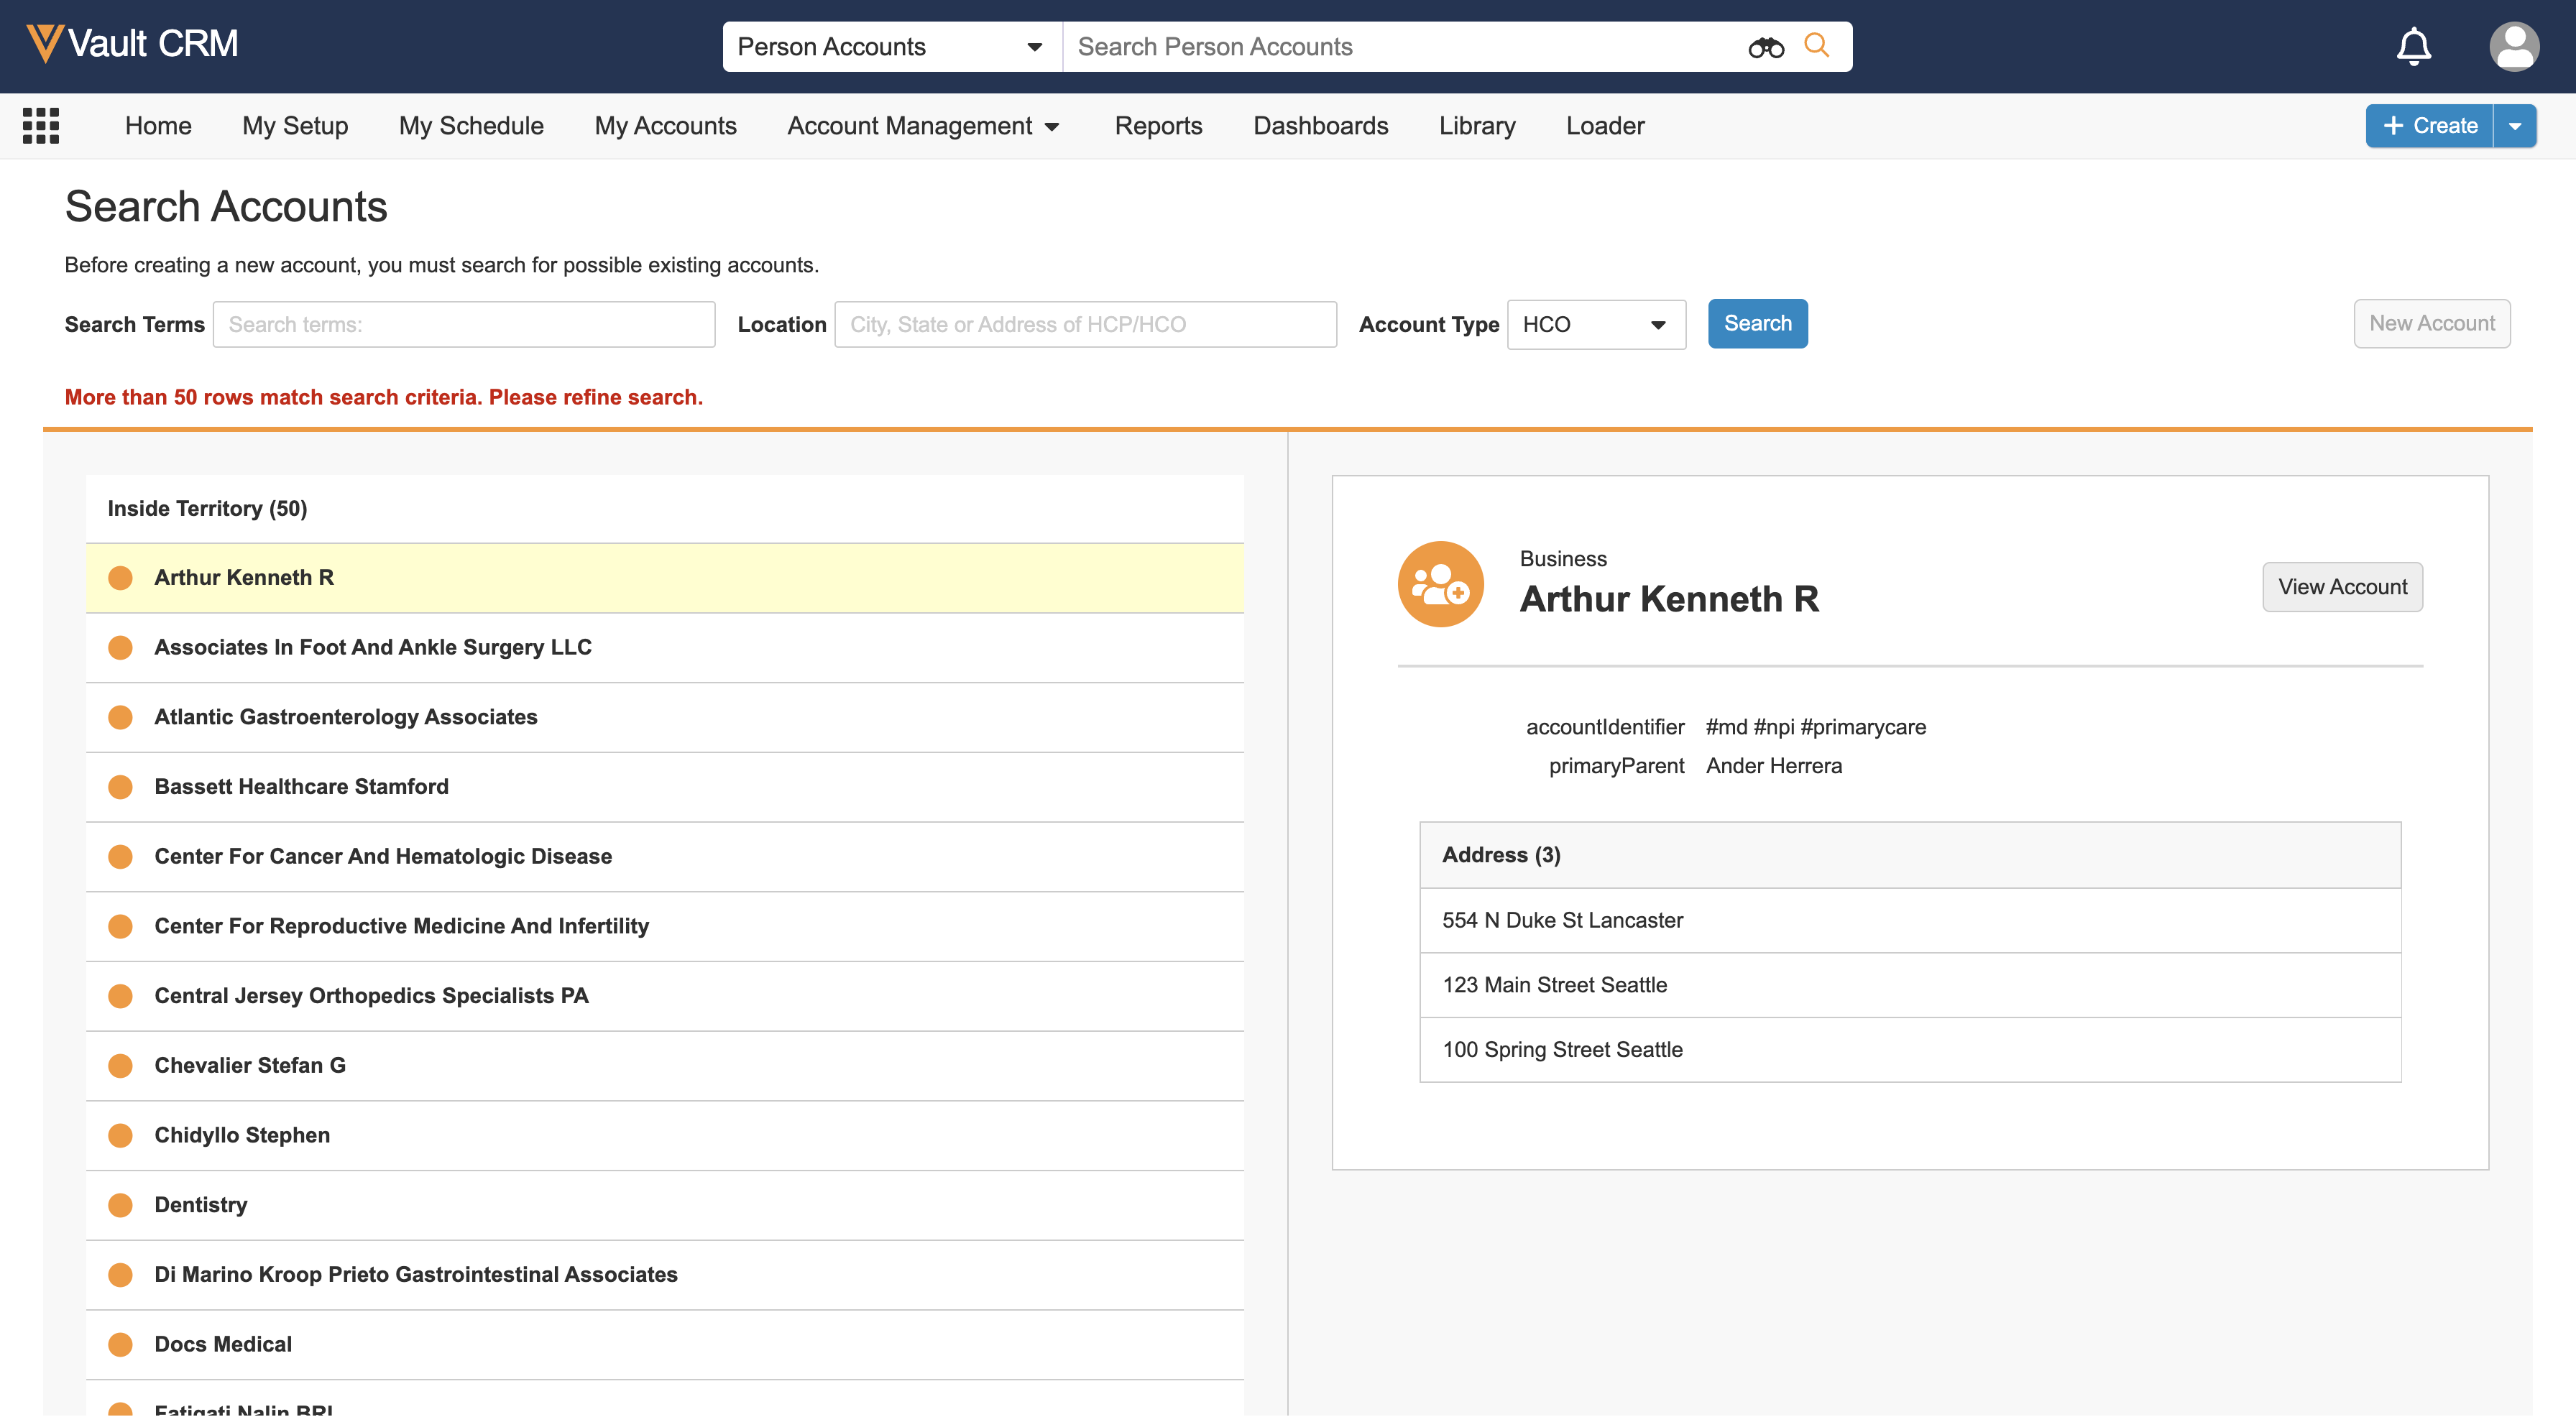 Vault CRM
Person Accounts
Search Person Accounts
Home My Setup My Schedule My Accounts Account Management Reports Dashboards Library Loader
+ Create
Search Accounts
Before creating a new account, you must search for possible existing accounts.
Search Terms Search terms: Location City, State or Address of HCP/HCO Account Type HCO Search New Account
More than 50 rows match search criteria. Please refine search.
Inside Territory (50)
Arthur Kenneth R
Associates In Foot And Ankle Surgery LLC
Atlantic Gastroenterology Associates
Bassett Healthcare Stamford
Center For Cancer And Hematologic Disease
Center For Reproductive Medicine And Infertility
Central Jersey Orthopedics Specialists PA
Chevalier Stefan G
Chidyllo Stephen
Dentistry
Di Marino Kroop Prieto Gastrointestinal Associates
Docs Medical
Fatigati Nalin
Business
Arthur Kenneth R
View Account
accountIdentifier #md #npi #primarycare
primaryParent Ander Herrera
Address (3)
554 N Duke St Lancaster
123 Main Street Seattle
100 Spring Street Seattle